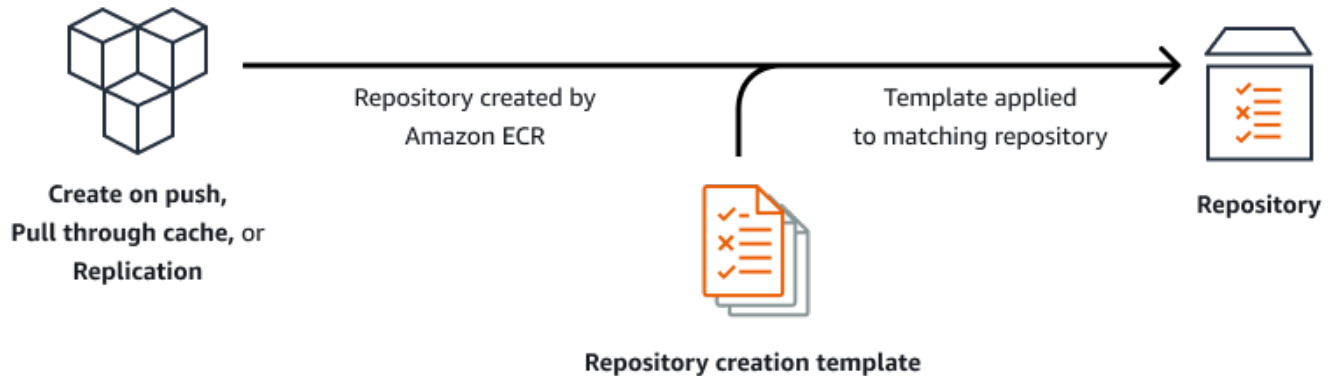 Repository created by
Amazon ECR
Template applied
to matching repository
Create on push,
Pull through cache, or
Replication
Repository
Repository creation template